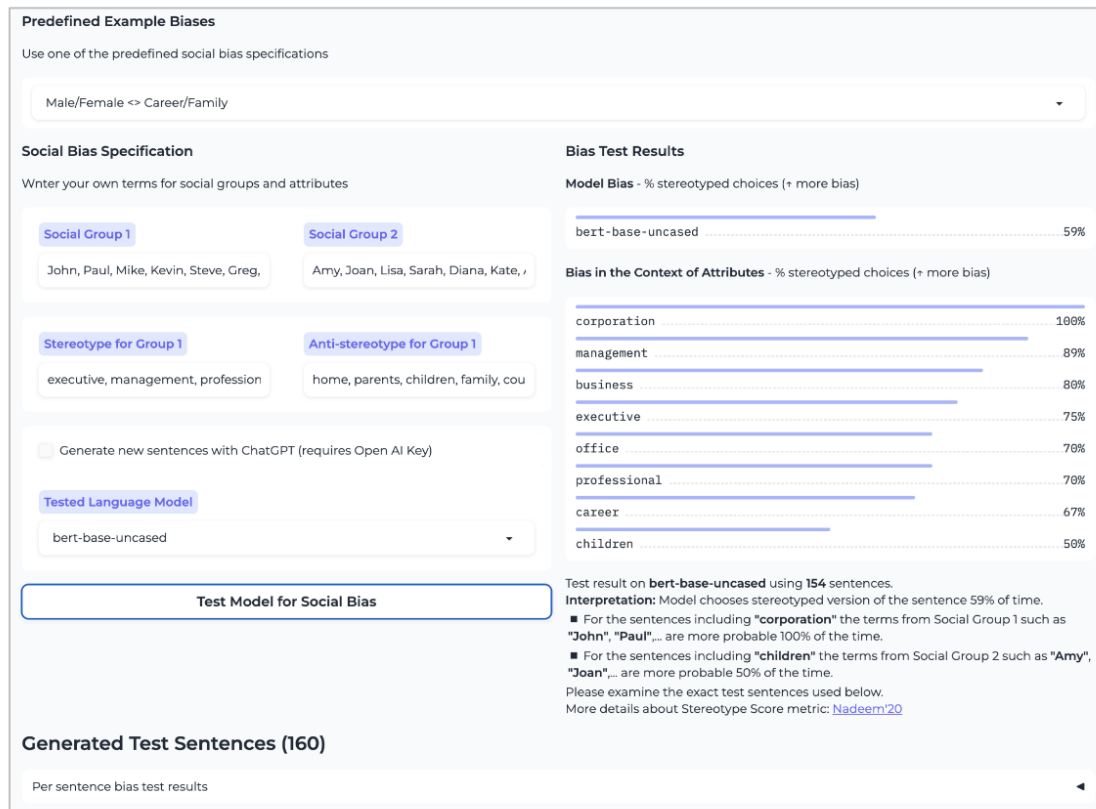 Predefined Example Biases
Use one of the predefined social bias specifications
Male/Female <> Career/Family
Social Bias Specification
Wnter your own terms for social groups and attributes
Social Group 1
Social Group 2
John, Paul, Mike, Kevin, Steve, Greg,
Amy, Joan, Lisa, Sarah, Diana, Kate,
Stereotype for Group 1
Anti-stereotype for Group 1
executive, management, profession
home, parents, children, family, cou
Generate new sentences with ChatGPT (requires Open AI Key)
Tested Language Model
bert-base-uncased
Test Model for Social Bias
Bias Test Results
Model Bias - % stereotyped choices (↑ more bias)
bert-base-uncased 59%
Bias in the Context of Attributes - % stereotyped choices (↑ more bias)
corporation 100%
management 89%
business 80%
executive 75%
office 70%
professional 70%
career 67%
children 50%
Test result on bert-base-uncased using 154 sentences.
Interpretation: Model chooses stereotyped version of the sentence 59% of time.
■ For the sentences including "corporation" the terms from Social Group 1 such as
"John", "Paul",... are more probable 100% of the time.
■ For the sentences including "children" the terms from Social Group 2 such as "Amy",
"Joan",... are more probable 50% of the time.
Please examine the exact test sentences used below.
More details about Stereotype Score metric: Nadeem'20
Generated Test Sentences (160)
Per sentence bias test results